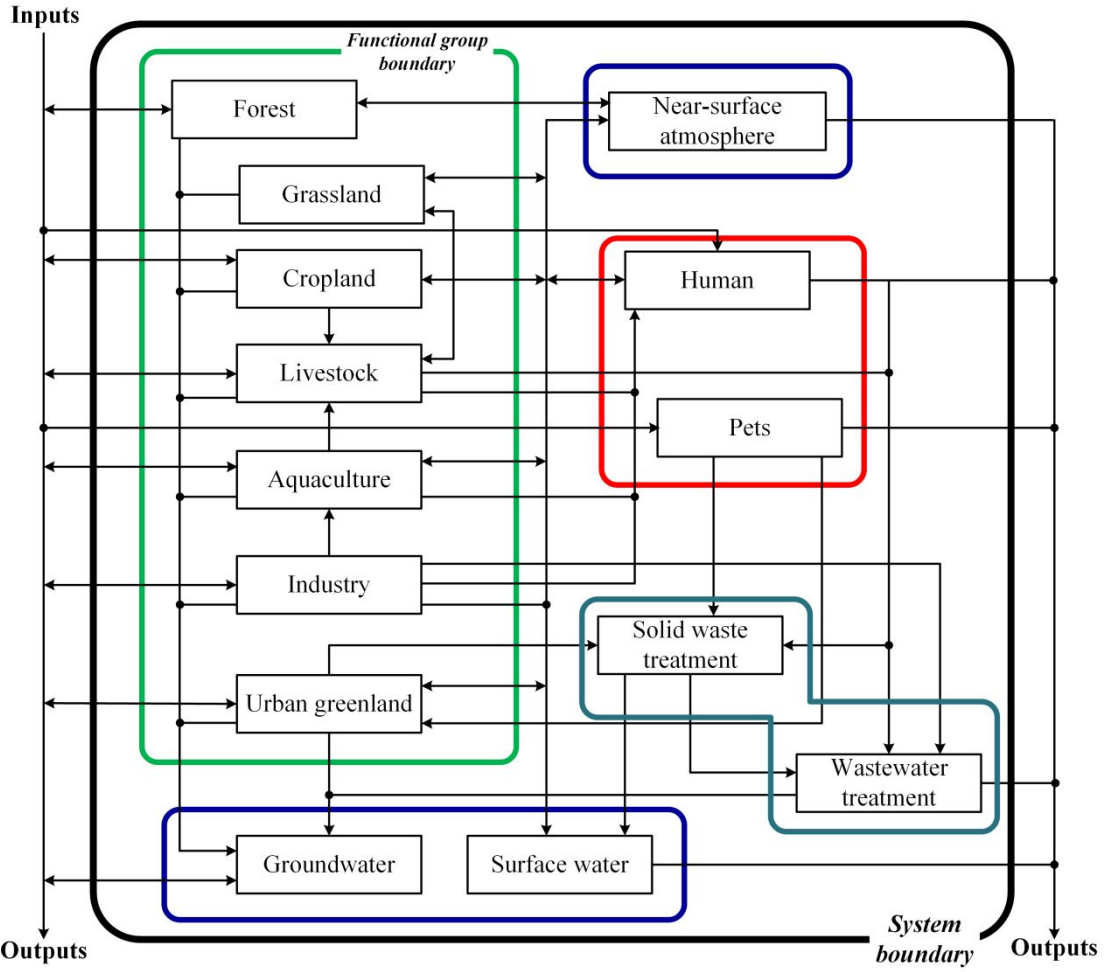 Inputs
Functional group
boundary
Forest
Near-surface
atmosphere
Grassland
Cropland
Human
Livestock
Pets
Aquaculture
Industry
Solid waste
treatment
Urban greenland
Wastewater
treatment
Groundwater
Surface water
System
boundary
Outputs
Outputs